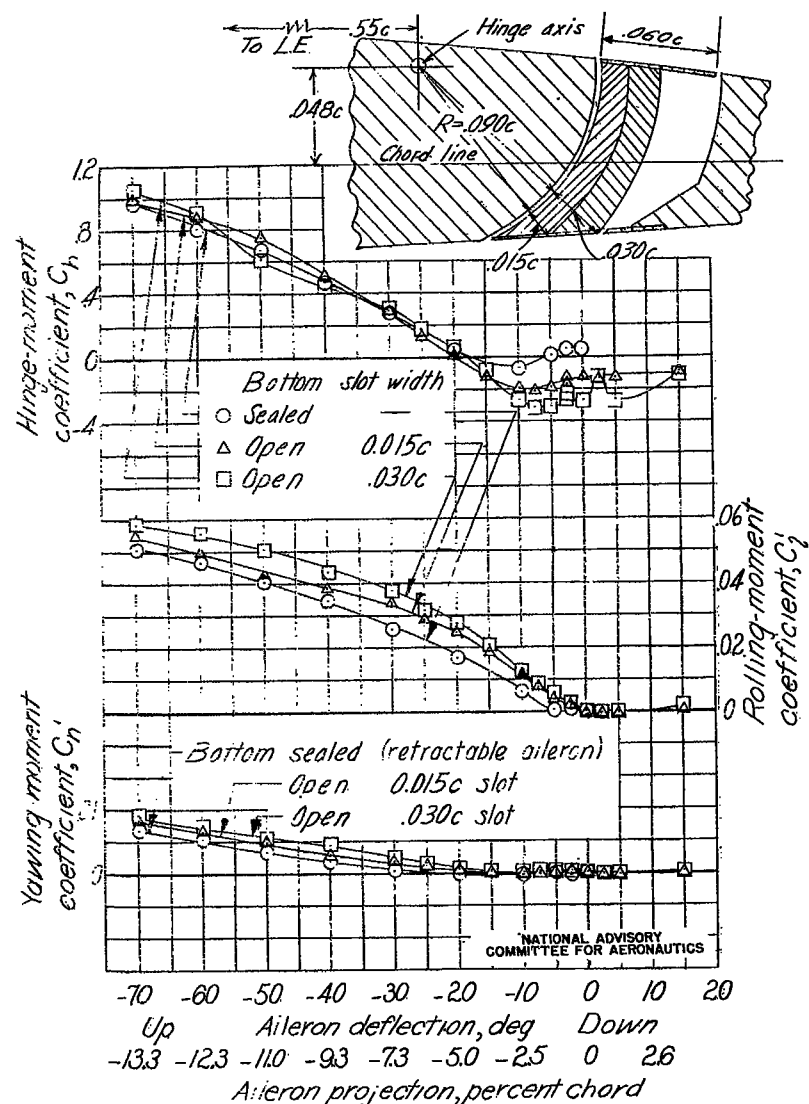 .55c
Hinge axis
.060c
To L.E.
.048c
R=.090c
Chord line
.015c
.030c
1.2
.8
.4
0
-.4
Hinge-moment
coefficient, Ch
Bottom slot width
Sealed —
Open 0.015c
Open .030c
.06
.04
.02
0
Rolling-moment
coefficient, C'l
Yawing moment
coefficient, Cn'
0
Bottom sealed (retractable aileron)
Open 0.015c slot
Open .030c slot
NATIONAL ADVISORY
COMMITTEE FOR AERONAUTICS
-70 -60 -50 -40 -30 -20 -10 0 10 20
Up Aileron deflection, deg Down
-13.3 -12.3 -11.0 -9.3 -7.3 -5.0 -2.5 0 2.6
Aileron projection, percent chord